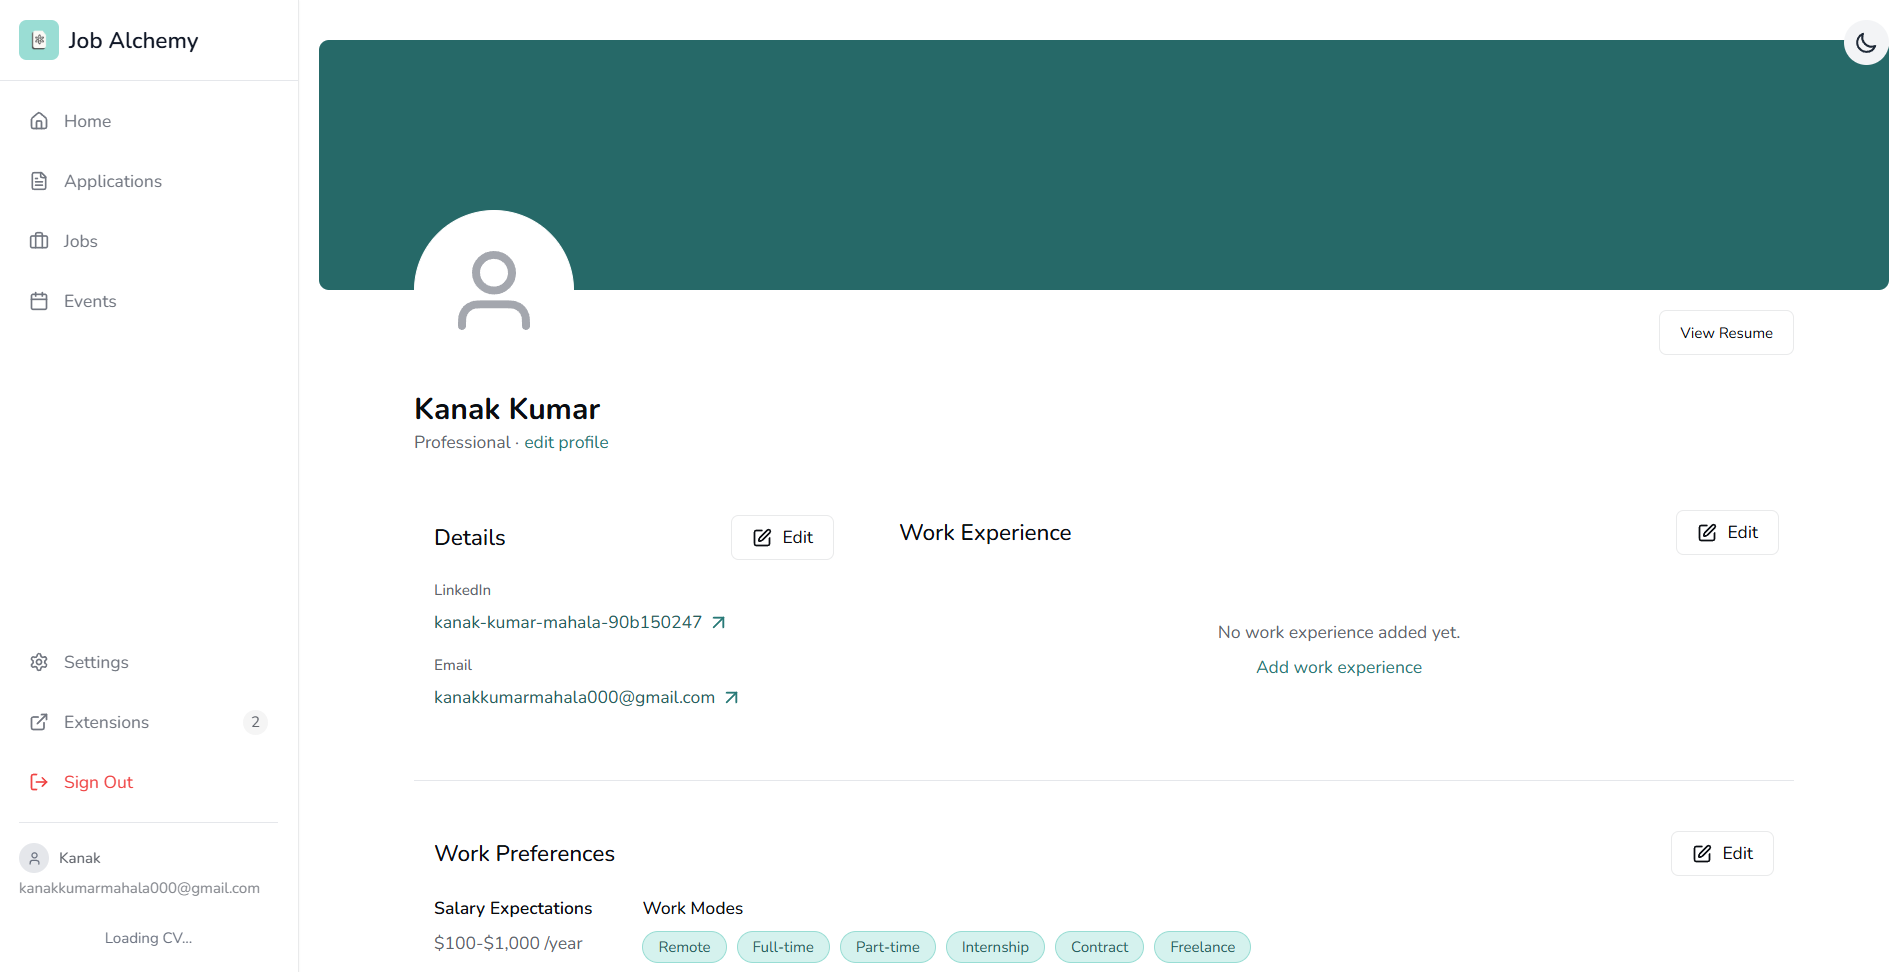 Job Alchemy
Home
Applications
Jobs
Events
Settings
Extensions 2
Sign Out
Kanak
kanakkumarmahala000@gmail.com
Loading CV...
View Resume
Kanak Kumar
Professional · edit profile
Details
Edit
LinkedIn
kanak-kumar-mahala-90b150247
Email
kanakkumarmahala000@gmail.com
Work Experience
Edit
No work experience added yet.
Add work experience
Work Preferences
Edit
Salary Expectations
$100-$1,000 /year
Work Modes
Remote Full-time Part-time Internship Contract Freelance